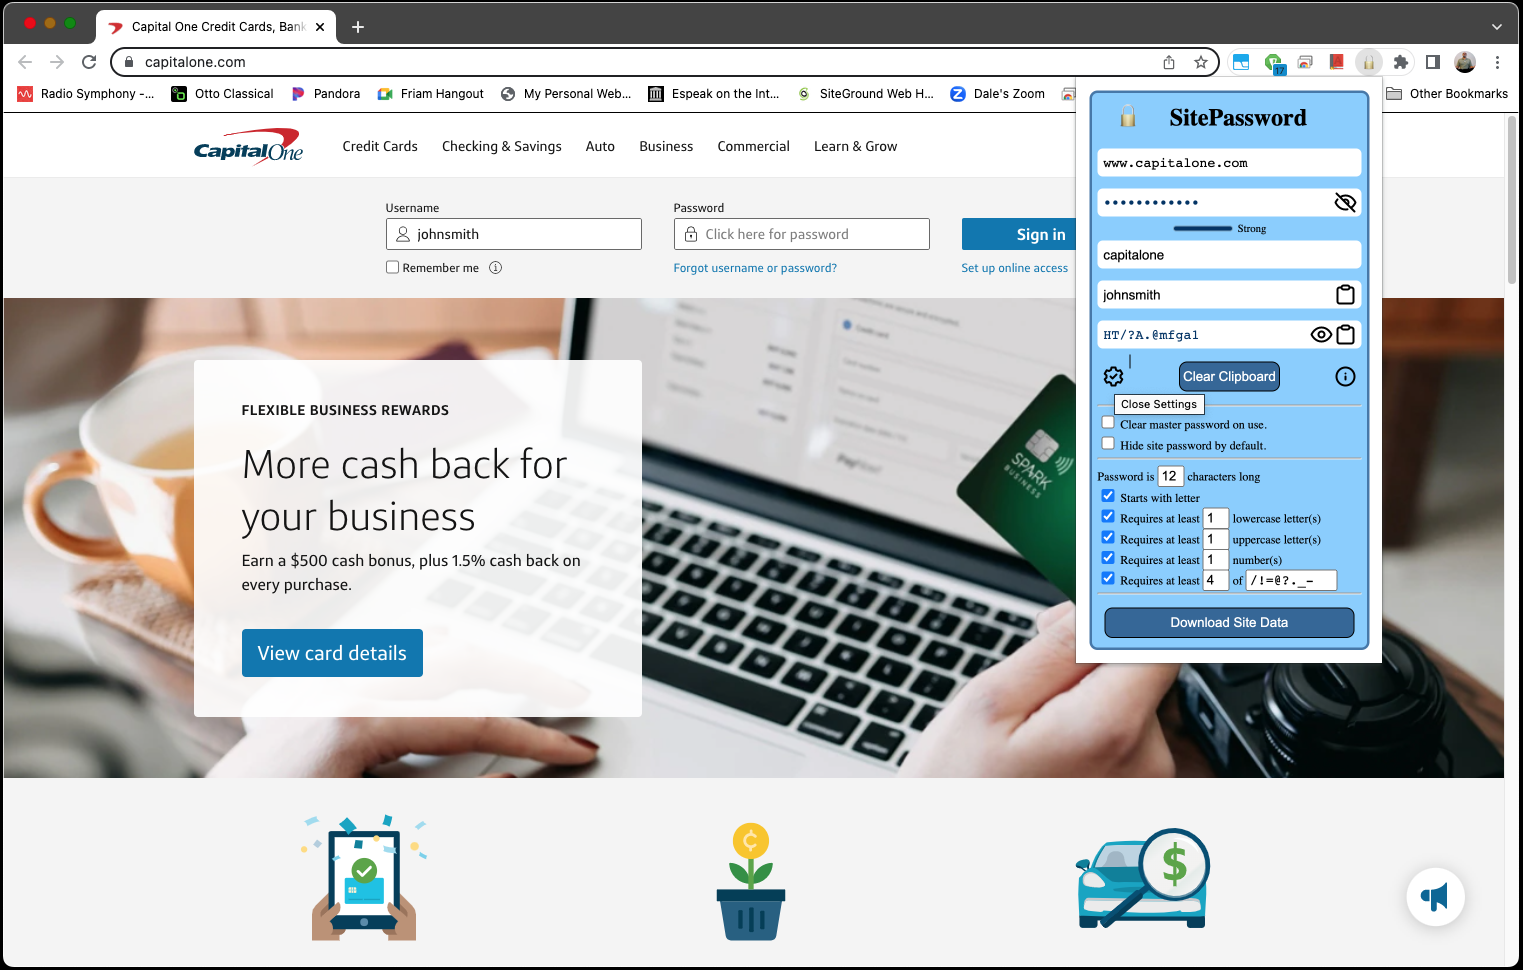 Capital One Credit Cards, Bank
capitalone.com
17
Radio Symphony -...
Otto Classical
Pandora
Friam Hangout
My Personal Web...
Espeak on the Int...
SiteGround Web H...
Dale's Zoom
Other Bookmarks
Capital One
Credit Cards
Checking & Savings
Auto
Business
Commercial
Learn & Grow
Username
Password
johnsmith
Click here for password
Sign in
Remember me
Forgot username or password?
Set up online access
FLEXIBLE BUSINESS REWARDS
More cash back for
your business
Earn a $500 cash bonus, plus 1.5% cash back on
every purchase.
View card details
SPARK
BUSINESS
SitePassword
www.capitalone.com
••••••••••••
Strong
capitalone
johnsmith
HT/?A.@mfga1
Clear Clipboard
Close Settings
Clear master password on use.
Hide site password by default.
Password is 12 characters long
Starts with letter
Requires at least 1 lowercase letter(s)
Requires at least 1 uppercase letter(s)
Requires at least 1 number(s)
Requires at least 4 of /!=@?._-
Download Site Data
¢
$